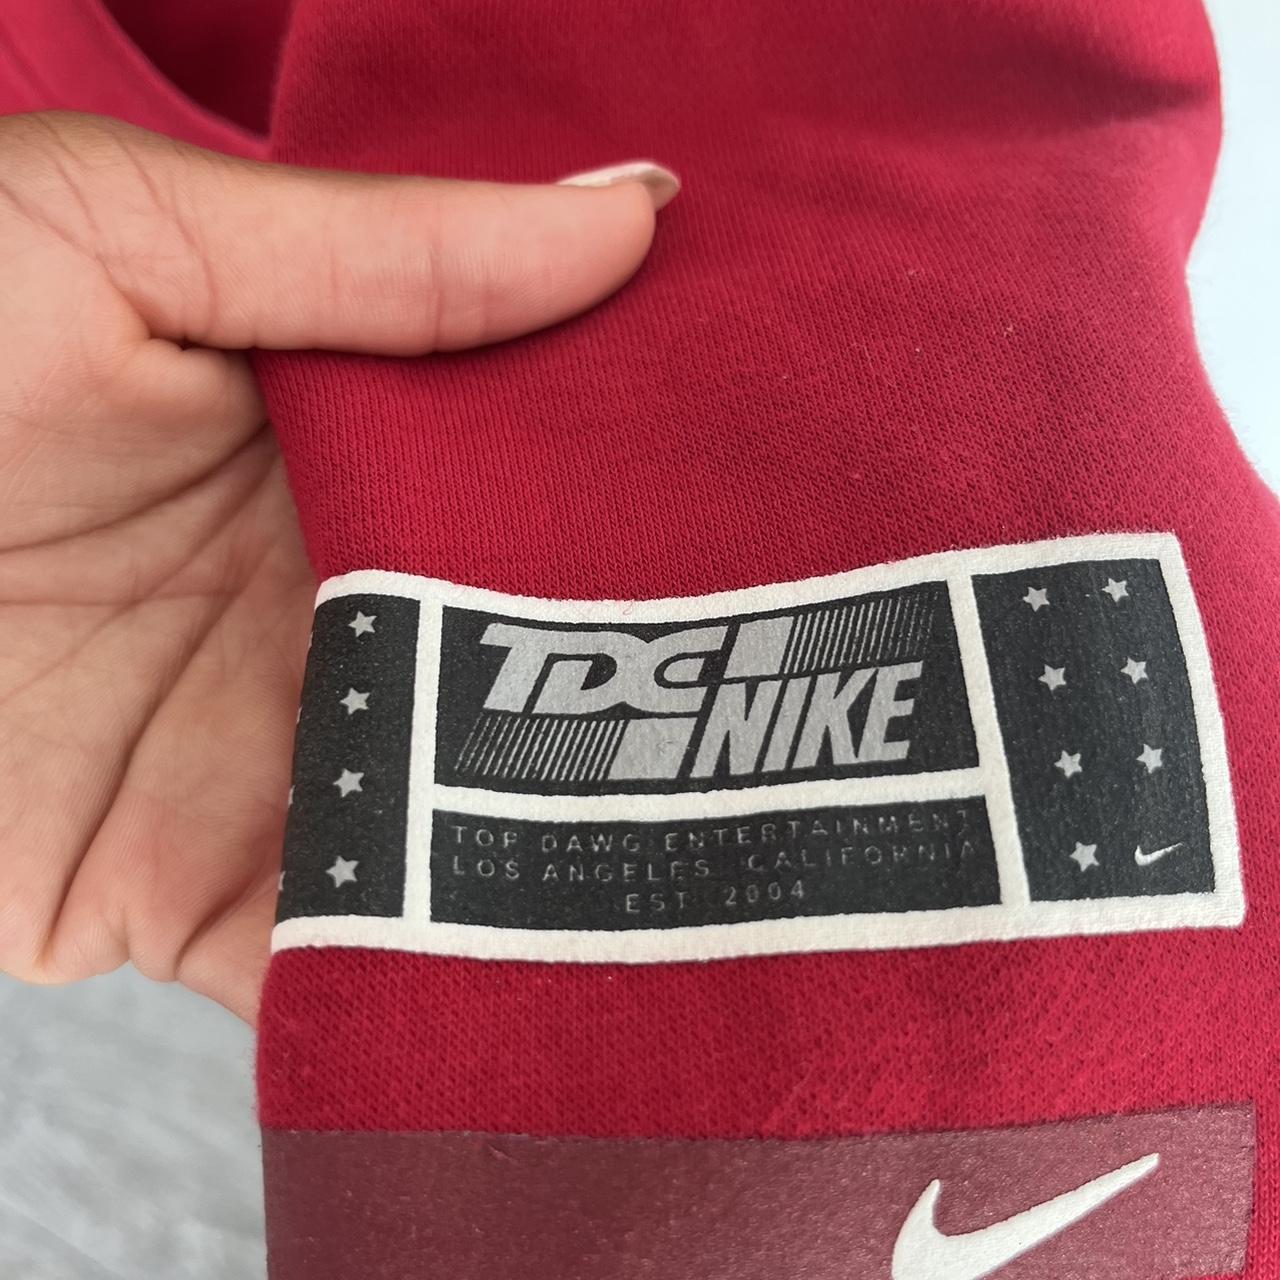 TDE
NIKE
TOP DAWG ENTERTAINMENT
LOS ANGELES CALIFORNIA
EST 2004